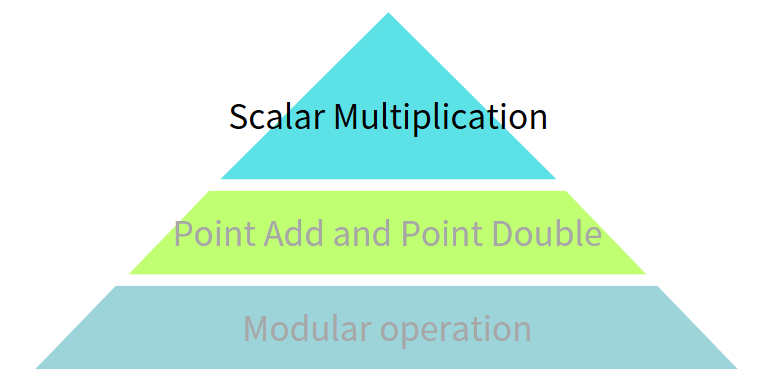 Scalar Multiplication
Point Add and Point Double
Modular operation